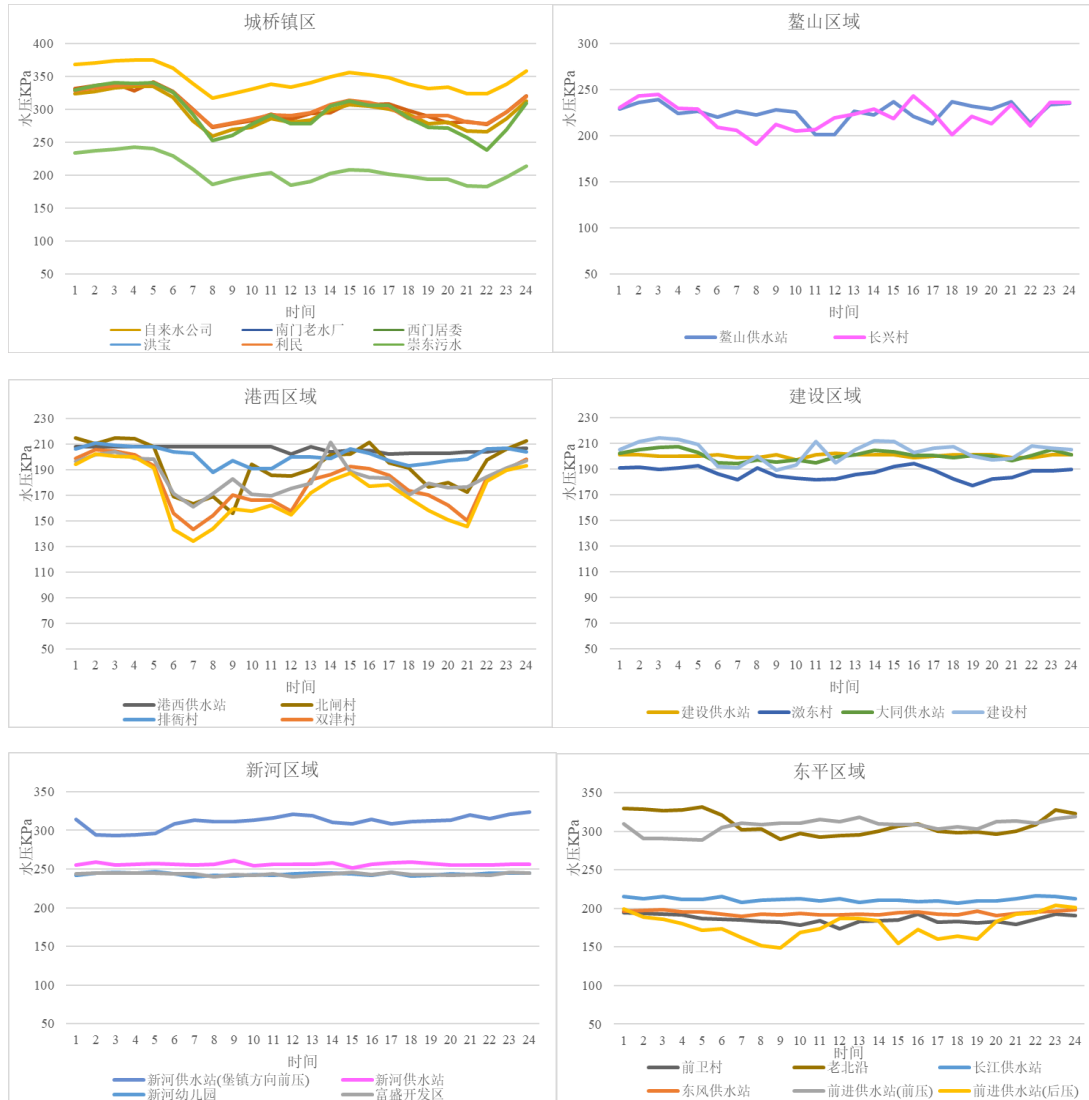 城桥镇区
400
350
300
250
200
150
100
50
水压KPa
1 2 3 4 5 6 7 8 9 10 11 12 13 14 15 16 17 18 19 20 21 22 23 24
时间
自来水公司 南门老水厂 西门居委
洪宝 利民 崇东污水
鳌山区域
300
250
200
150
100
50
水压KPa
1 2 3 4 5 6 7 8 9 10 11 12 13 14 15 16 17 18 19 20 21 22 23 24
时间
鳌山供水站 长兴村
港西区域
230
210
190
170
150
130
110
90
70
50
水压KPa
1 2 3 4 5 6 7 8 9 10 11 12 13 14 15 16 17 18 19 20 21 22 23 24
时间
港西供水站 北闸村
排衙村 双津村
建设区域
230
210
190
170
150
130
110
90
70
50
水压KPa
1 2 3 4 5 6 7 8 9 10 11 12 13 14 15 16 17 18 19 20 21 22 23 24
时间
建设供水站 滧东村 大同供水站 建设村
新河区域
350
300
250
200
150
100
50
水压KPa
1 2 3 4 5 6 7 8 9 10 11 12 13 14 15 16 17 18 19 20 21 22 23 24
时间
新河供水站(堡镇方向前压) 新河供水站
新河幼儿园 富盛开发区
东平区域
350
300
250
200
150
100
50
水压KPa
1 2 3 4 5 6 7 8 9 10 11 12 13 14 15 16 17 18 19 20 21 22 23 24
时间
前卫村 老北沿 长江供水站
东风供水站 前进供水站(前压) 前进供水站(后压)